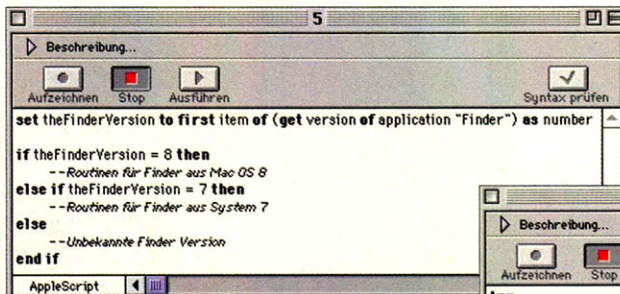 5
Beschreibung...
Aufzeichnen Stop Ausführen Syntax prüfen
set theFinderVersion to first item of (get version of application "Finder") as number
if theFinderVersion = 8 then
--Routinen für Finder aus Mac OS 8
else if theFinderVersion = 7 then
--Routinen für Finder aus System 7
else
--Unbekannte Finder Version
end if
AppleScript
Beschreibung...
Aufzeichnen Stop